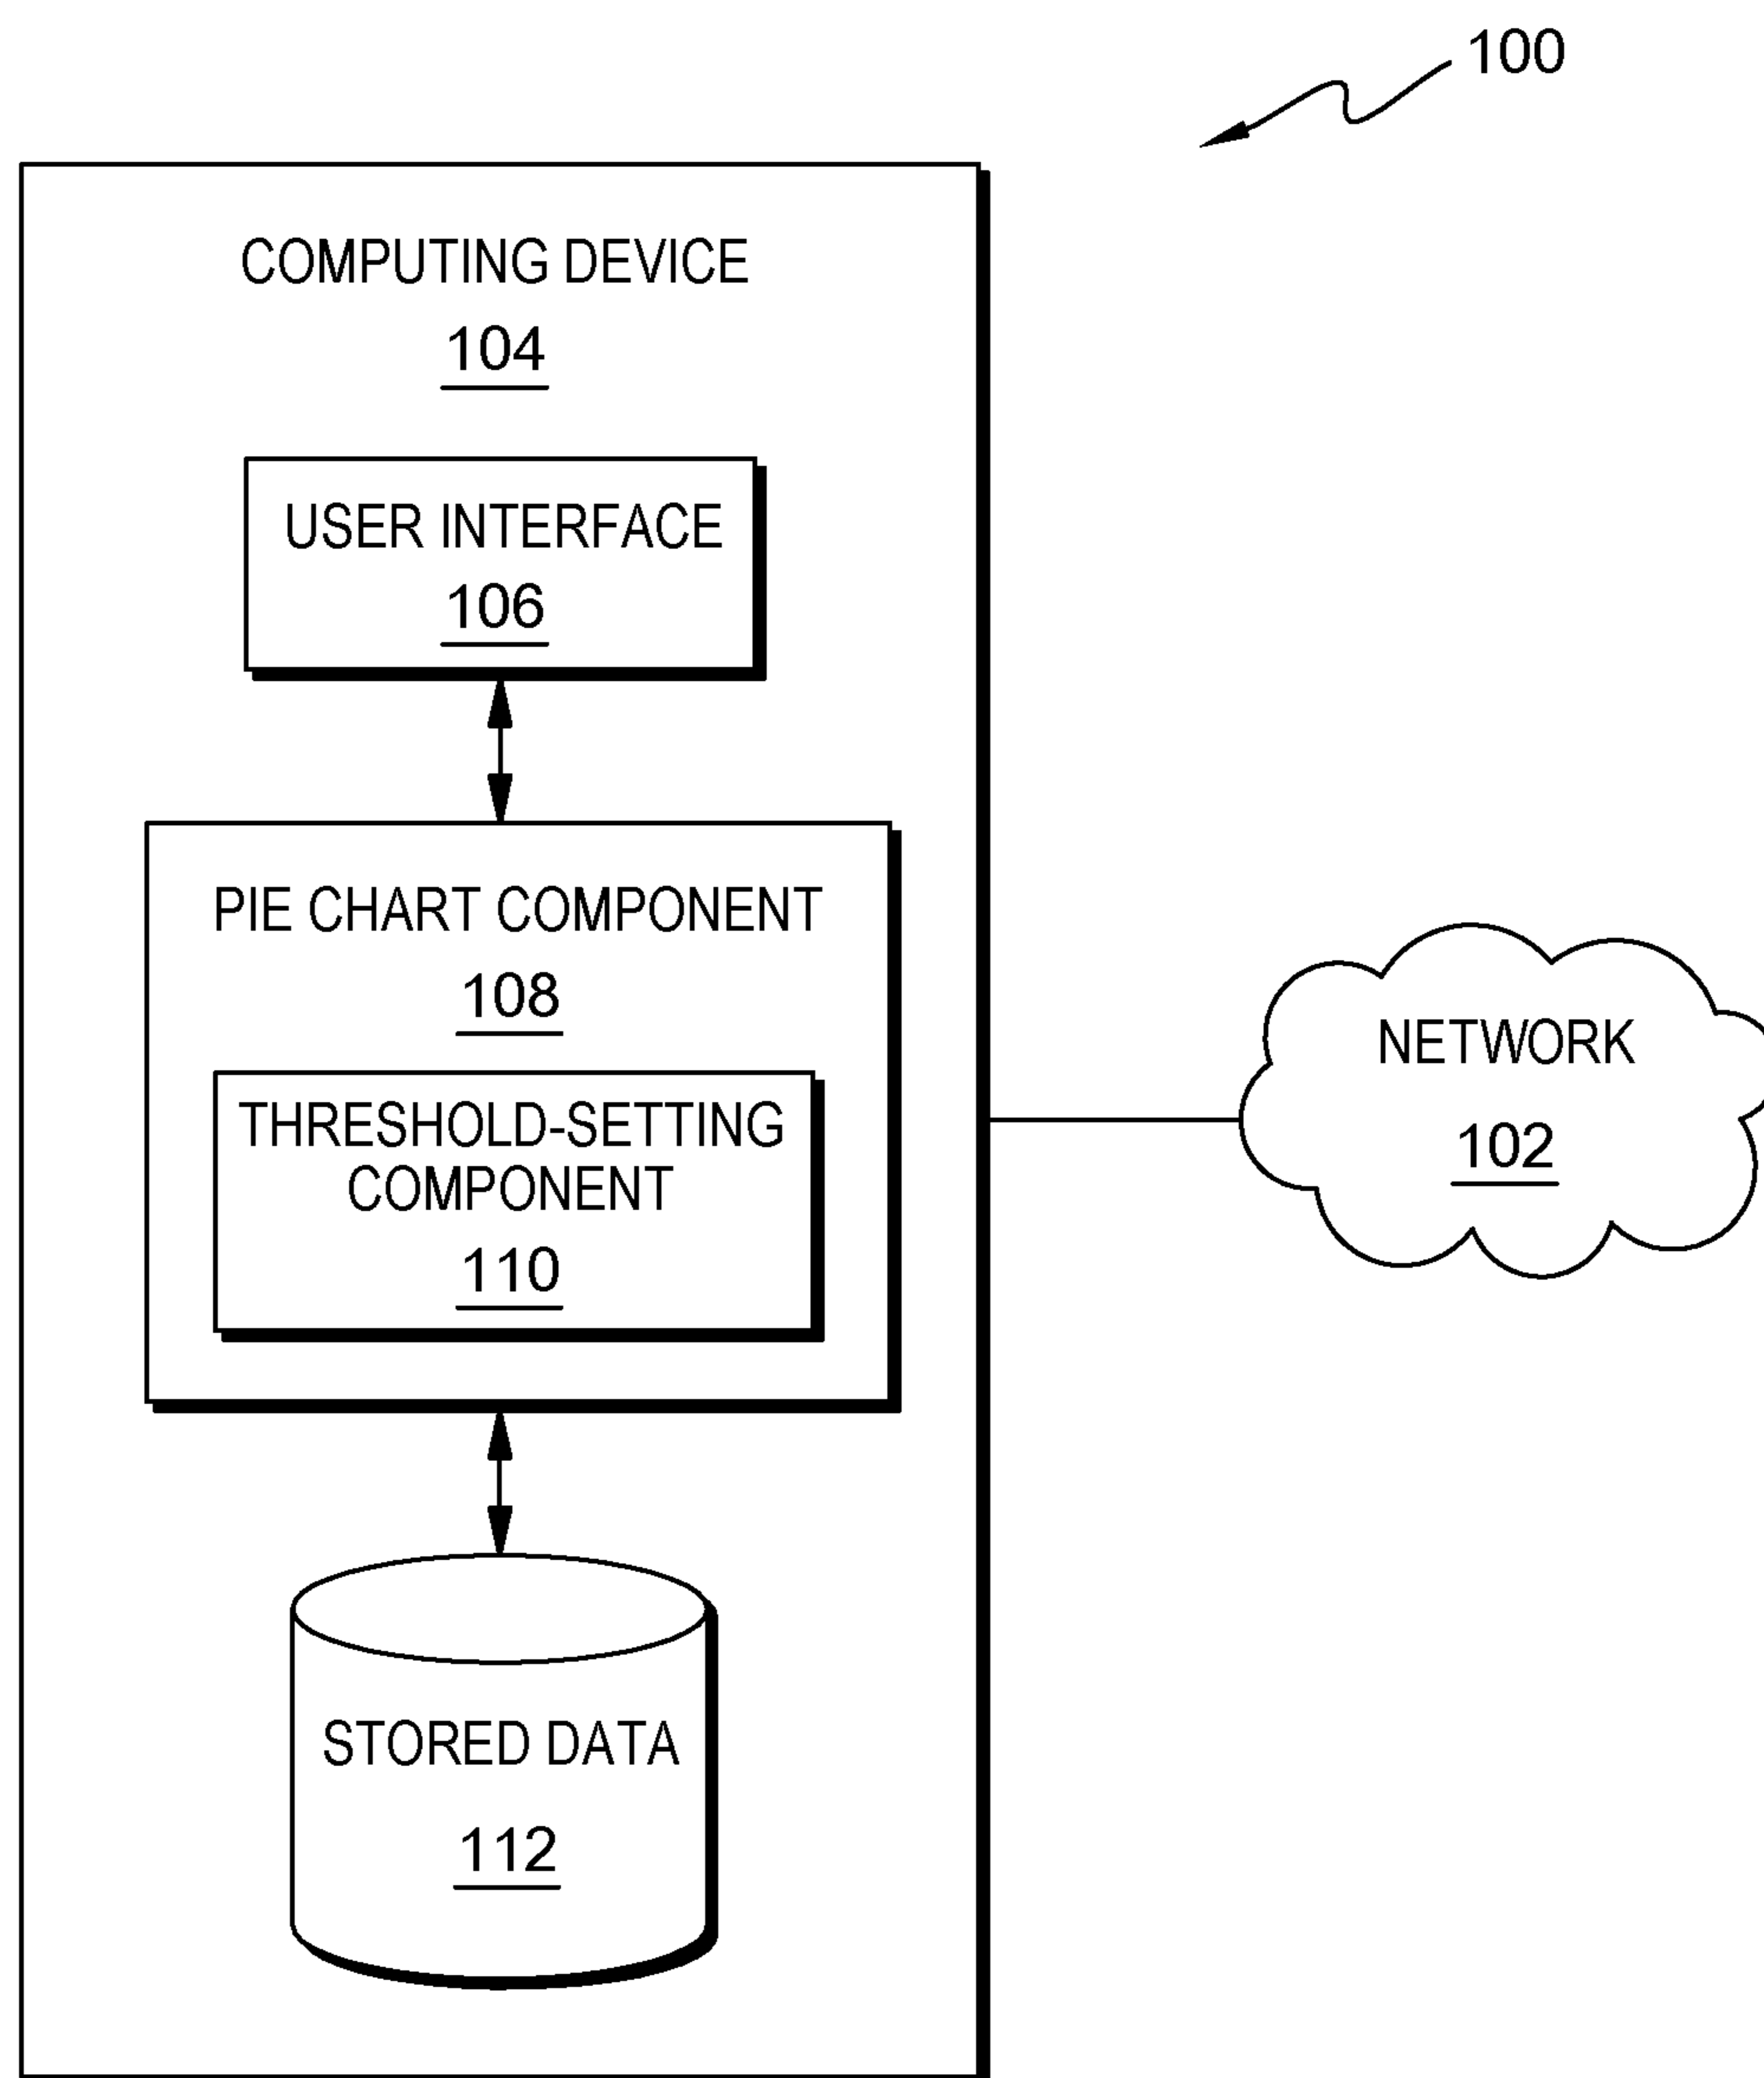 100
COMPUTING DEVICE
104
USER INTERFACE
106
PIE CHART COMPONENT
108
THRESHOLD-SETTING
COMPONENT
110
NETWORK
102
STORED DATA
112